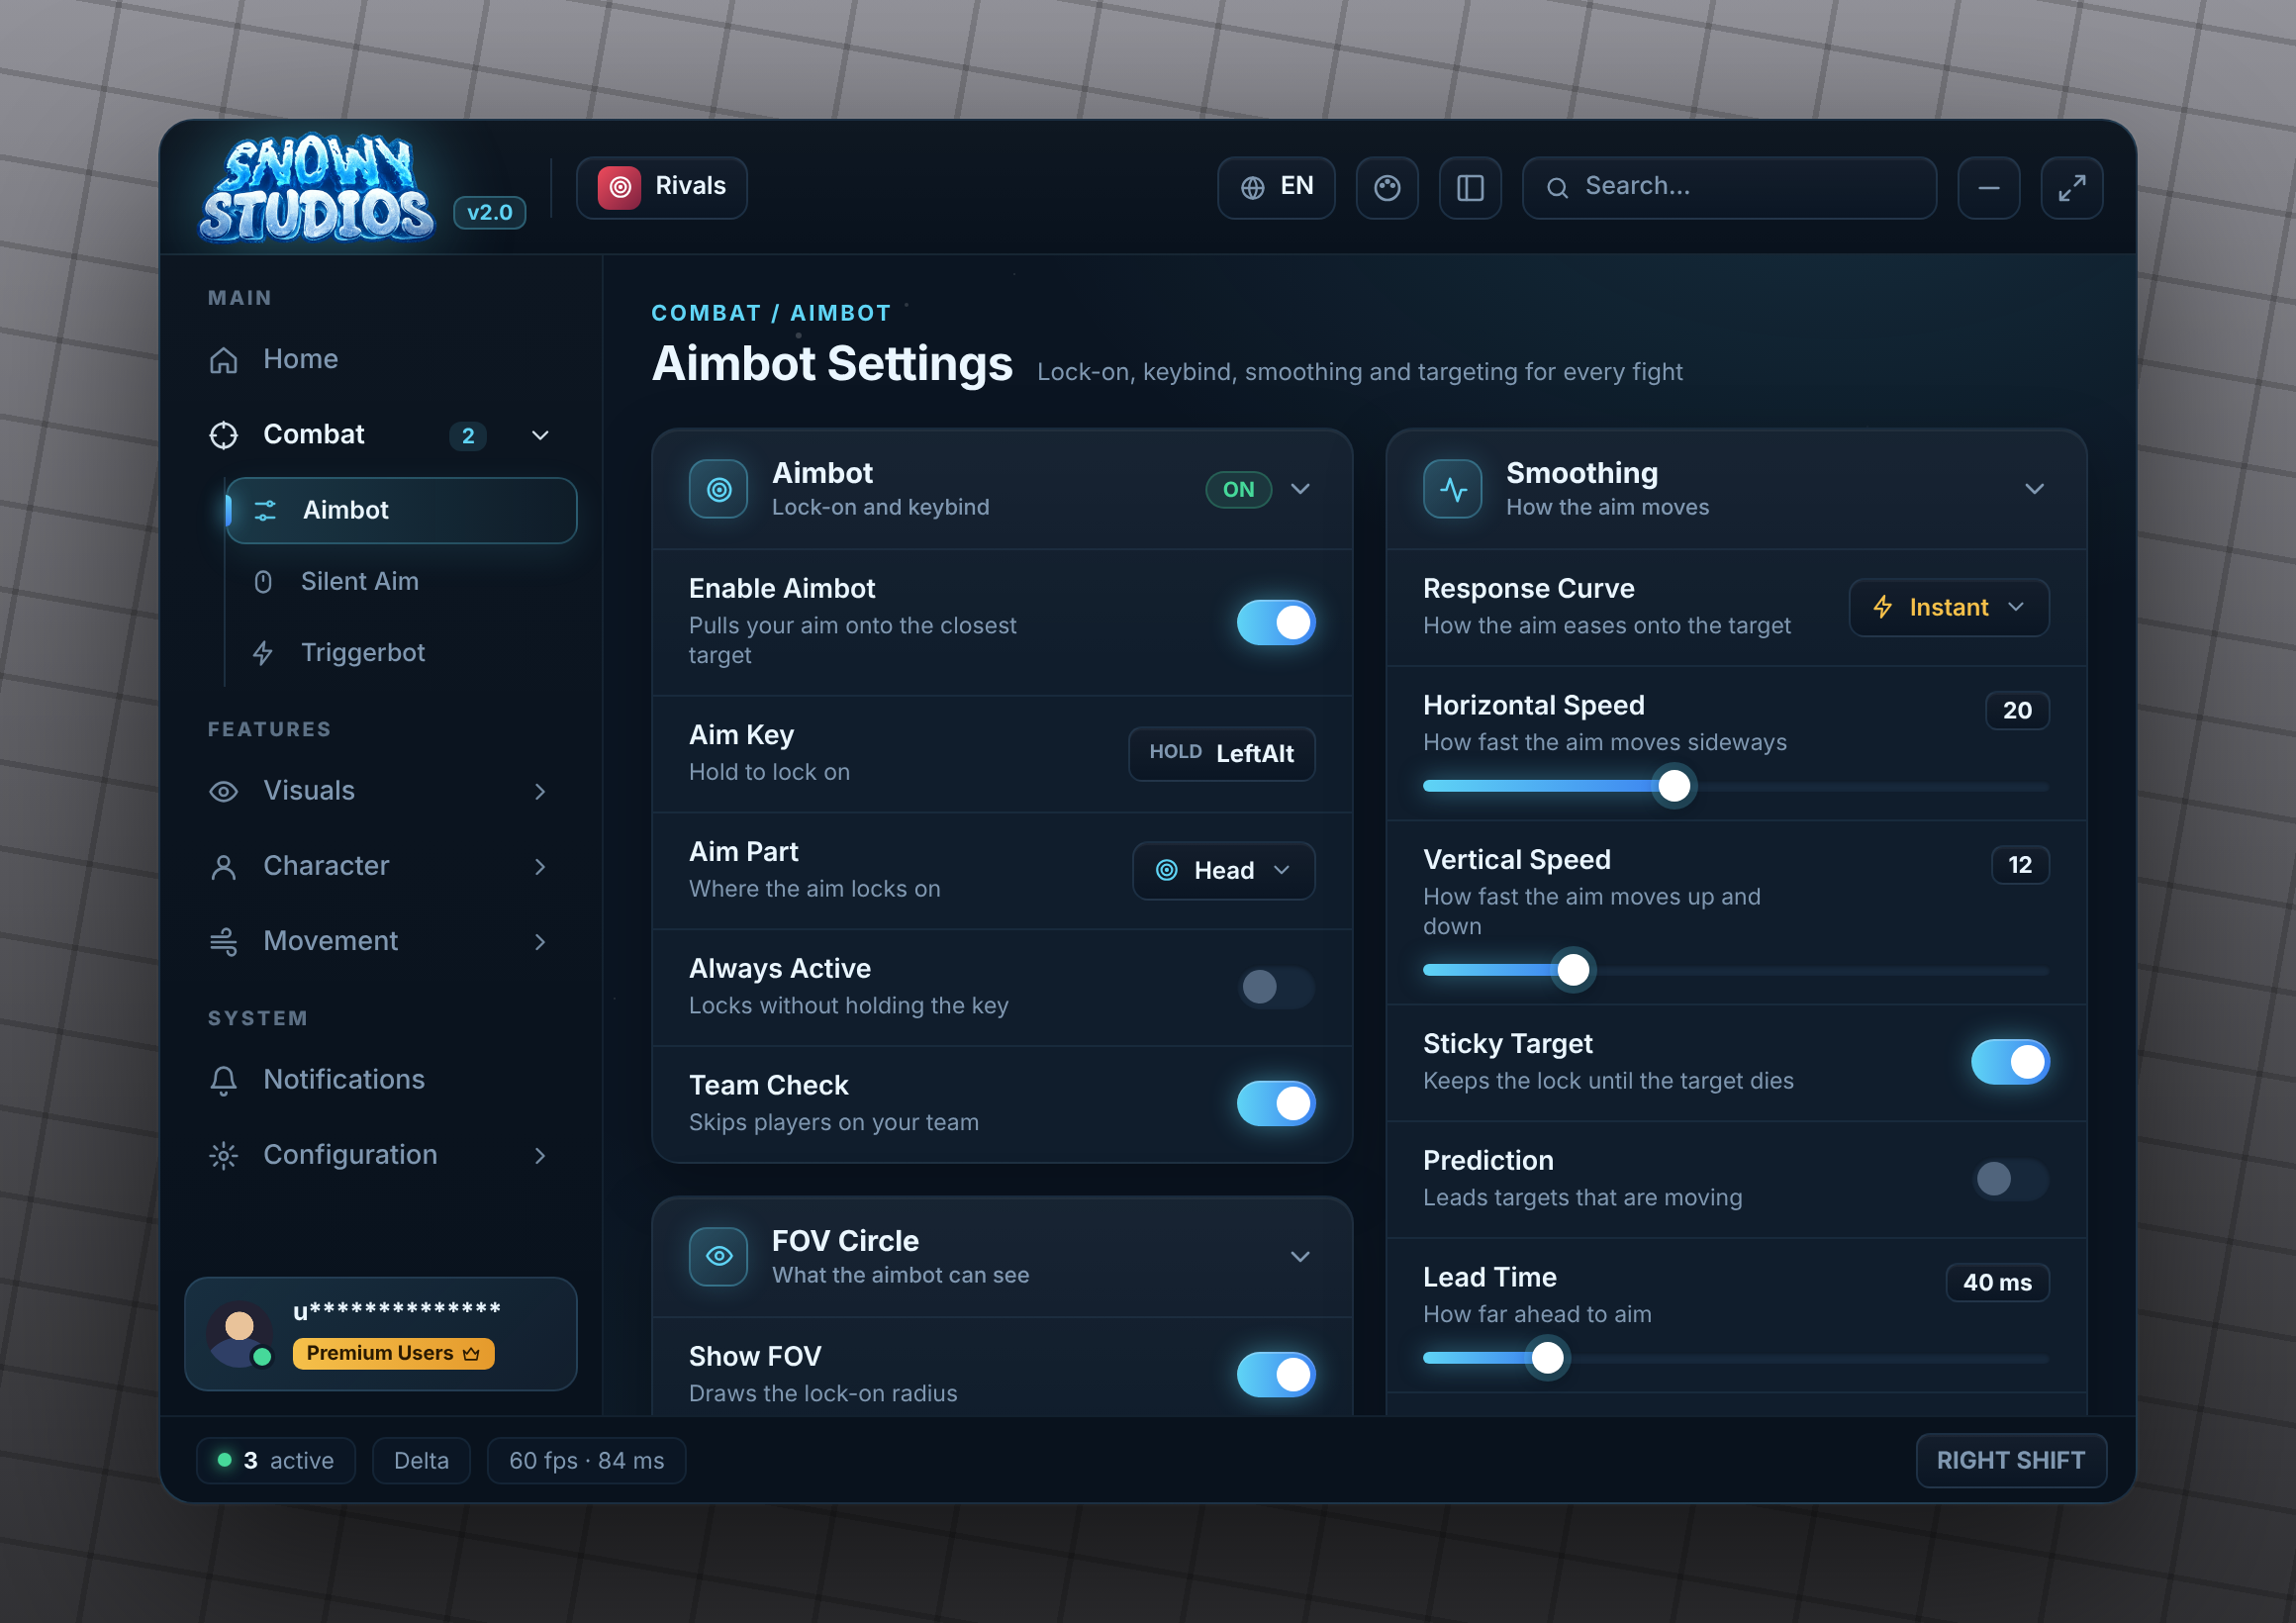 SNOWY
STUDIOS
v2.0
Rivals
EN
Search...
MAIN
Home
Combat 2
Aimbot
Silent Aim
Triggerbot
FEATURES
Visuals
Character
Movement
SYSTEM
Notifications
Configuration
u**************
Premium Users
COMBAT / AIMBOT
Aimbot Settings
Lock-on, keybind, smoothing and targeting for every fight
Aimbot
Lock-on and keybind
ON
Enable Aimbot
Pulls your aim onto the closest
target
Aim Key
Hold to lock on
HOLD LeftAlt
Aim Part
Where the aim locks on
Head
Always Active
Locks without holding the key
Team Check
Skips players on your team
FOV Circle
What the aimbot can see
Show FOV
Draws the lock-on radius
Smoothing
How the aim moves
Response Curve
How the aim eases onto the target
Instant
Horizontal Speed
20
How fast the aim moves sideways
Vertical Speed
12
How fast the aim moves up and
down
Sticky Target
Keeps the lock until the target dies
Prediction
Leads targets that are moving
Lead Time
40 ms
How far ahead to aim
3 active
Delta
60 fps · 84 ms
RIGHT SHIFT